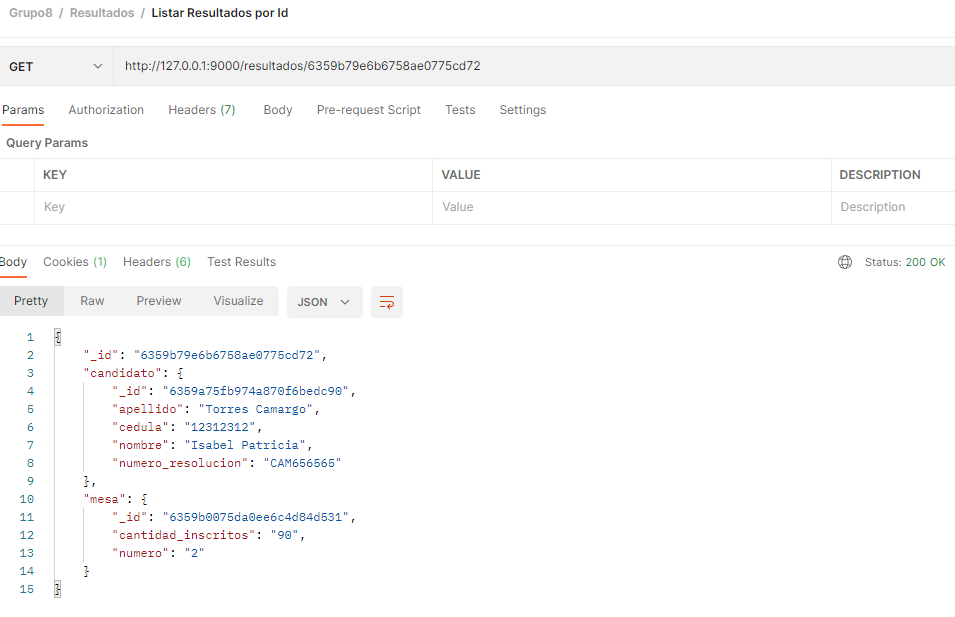 Grupo8 / Resultados / Listar Resultados por Id
GET http://127.0.0.1:9000/resultados/6359b79e6b6758ae0775cd72
Params Authorization Headers (7) Body Pre-request Script Tests Settings
Query Params
KEY VALUE DESCRIPTION
Key Value Description
Body Cookies (1) Headers (6) Test Results Status: 200 OK
Pretty Raw Preview Visualize JSON
1 {
2 "_id": "6359b79e6b6758ae0775cd72",
3 "candidato": {
4 "_id": "6359a75fb974a870f6bedc90",
5 "apellido": "Torres Camargo",
6 "cedula": "12312312",
7 "nombre": "Isabel Patricia",
8 "numero_resolucion": "CAM656565"
9 },
10 "mesa": {
11 "_id": "6359b0075da0ee6c4d84d531",
12 "cantidad_inscritos": "90",
13 "numero": "2"
14 }
15 }